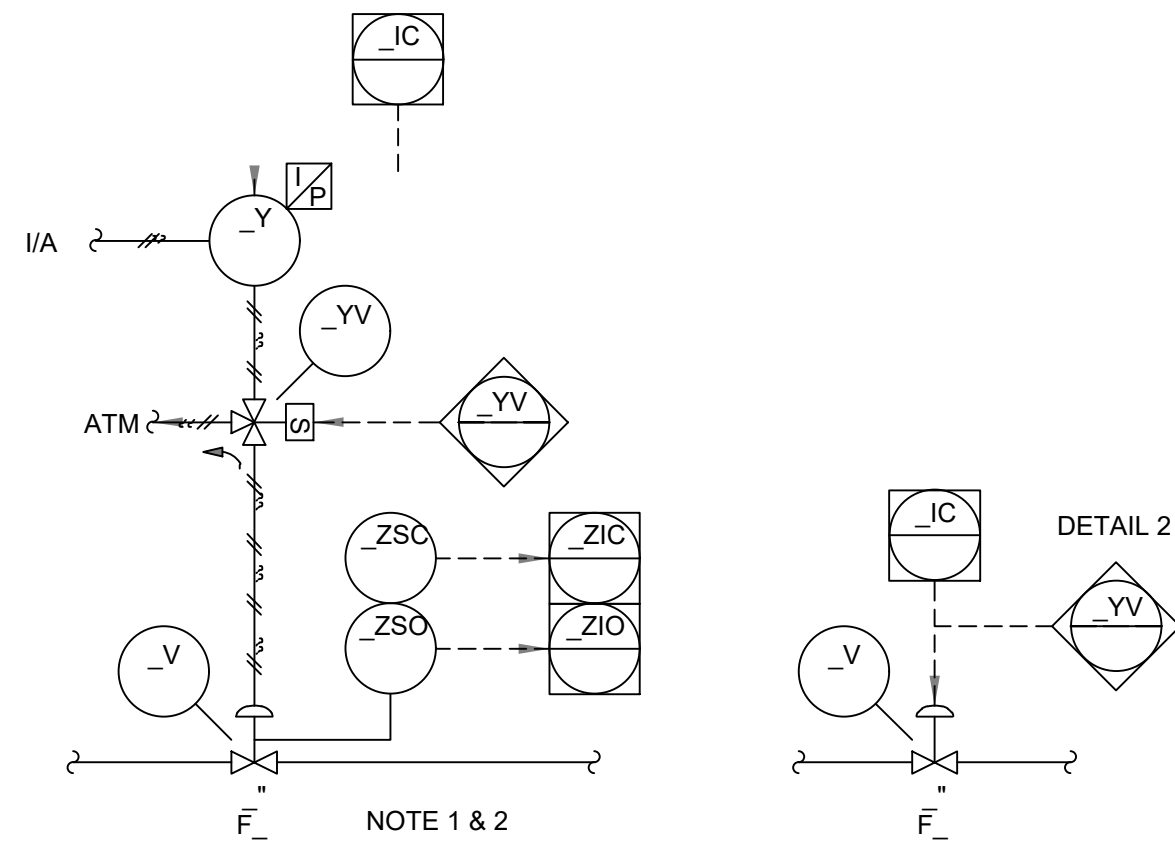 _IC
I
P
_Y
I/A
_YV
ATM
S
_YV
_ZSC
_ZIC
_ZSO
_ZIO
_V
_"
F_
NOTE 1 & 2
_IC
DETAIL 2
_YV
_V
_"
F_